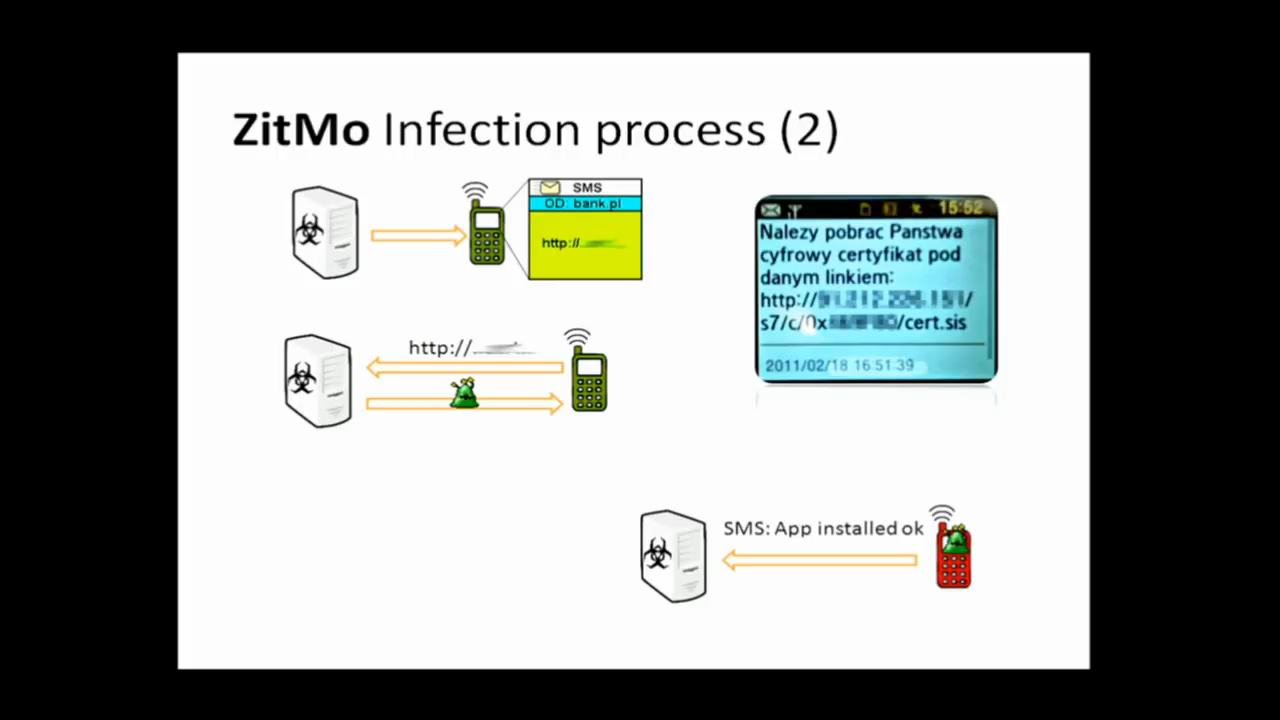 ZitMo Infection process (2)
SMS
OD: bank.pl
http://
15:52
Nalezy pobrac Panstwa
cyfrowy certyfikat pod
danym linkiem:
http:///
s7/c/0x/cert.sis
2011/02/18 16:51:39
http://
SMS: App installed ok